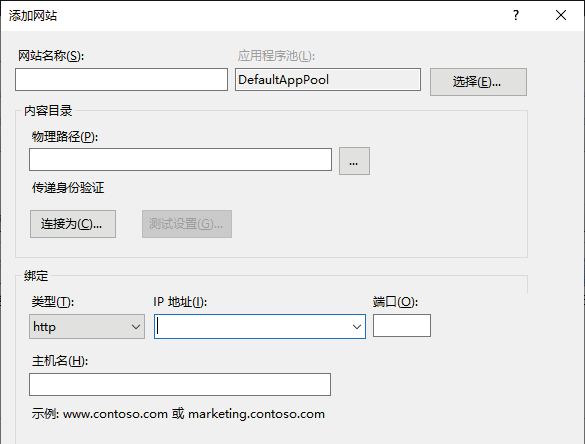 添加网站
网站名称(S):
应用程序池(L):
DefaultAppPool
选择(E)...
内容目录
物理路径(P):
...
传递身份验证
连接为(C)...
测试设置(G)...
绑定
类型(T):
IP 地址(I):
端口(O):
http
主机名(H):
示例: www.contoso.com 或 marketing.contoso.com